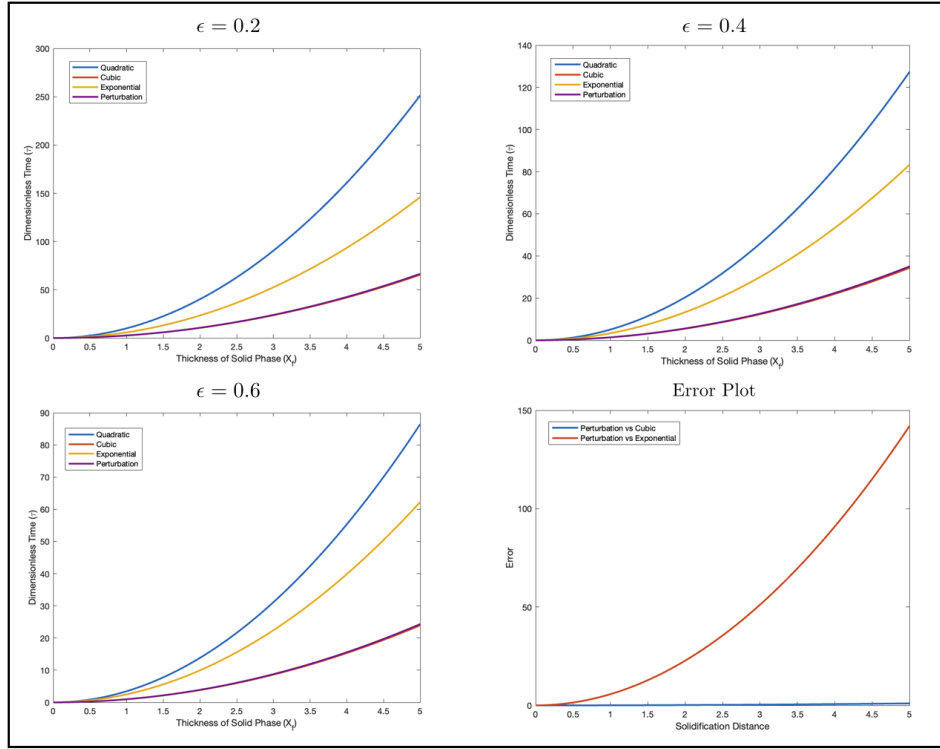 ϵ = 0.2
300
250
200
150
100
50
0
Dimensionless Time (τ)
Quadratic
Cubic
Exponential
Perturbation
0 0.5 1 1.5 2 2.5 3 3.5 4 4.5 5
Thickness of Solid Phase (X_f)
ϵ = 0.4
140
120
100
80
60
40
20
0
Dimensionless Time (τ)
Quadratic
Cubic
Exponential
Perturbation
0 0.5 1 1.5 2 2.5 3 3.5 4 4.5 5
Thickness of Solid Phase (X_f)
ϵ = 0.6
90
80
70
60
50
40
30
20
10
0
Dimensionless Time (τ)
Quadratic
Cubic
Exponential
Perturbation
0 0.5 1 1.5 2 2.5 3 3.5 4 4.5 5
Thickness of Solid Phase (X_f)
Error Plot
150
100
50
0
Error
Perturbation vs Cubic
Perturbation vs Exponential
0 0.5 1 1.5 2 2.5 3 3.5 4 4.5 5
Solidification Distance